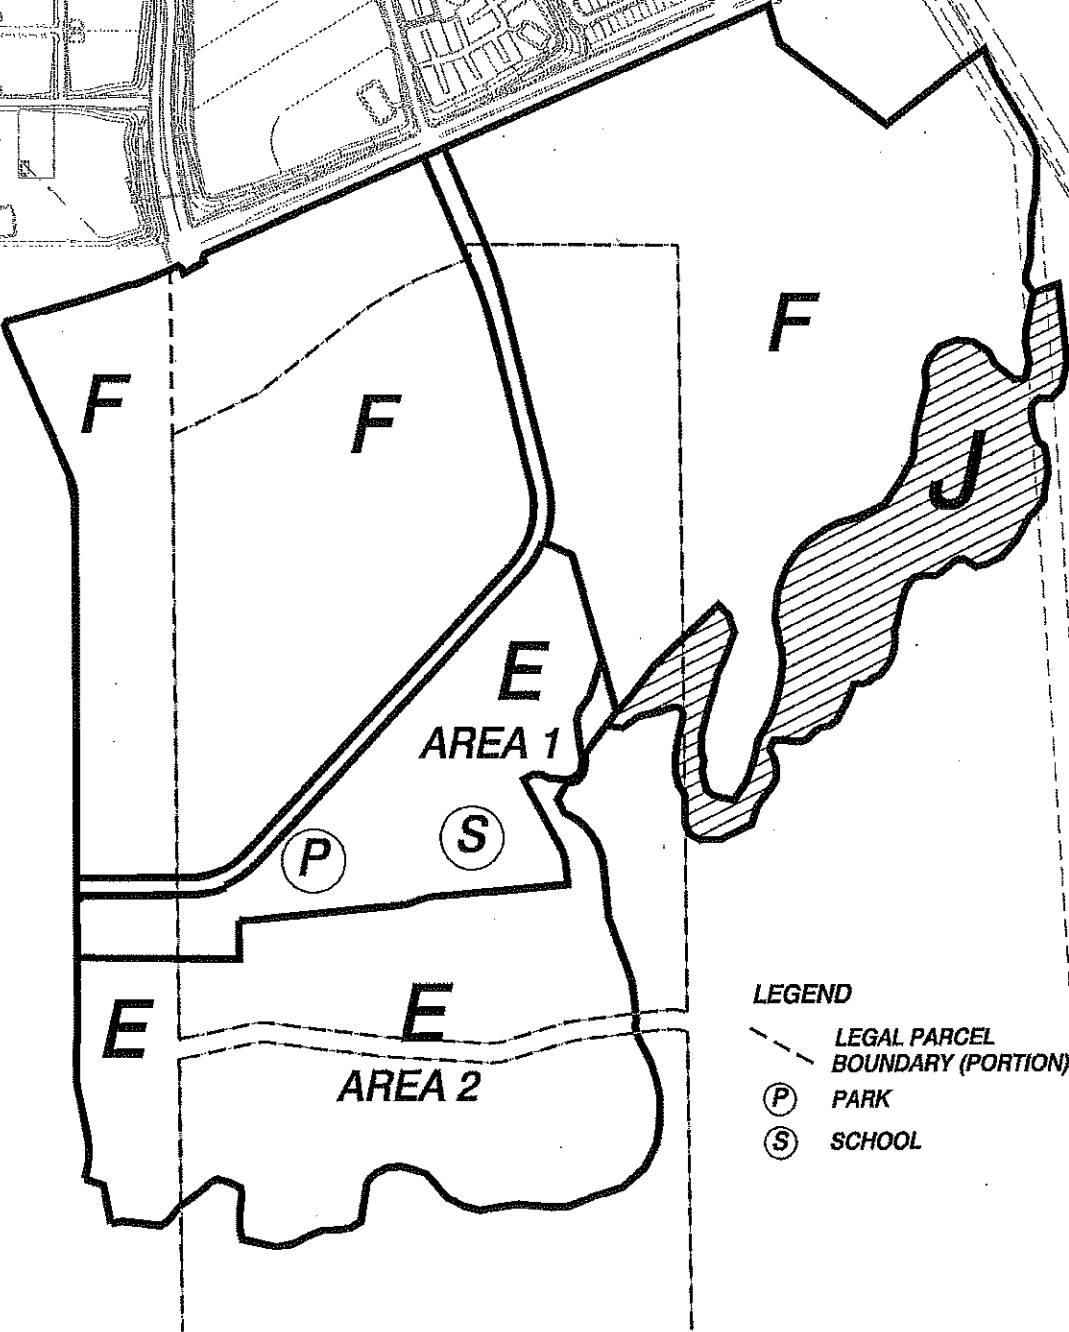 F
F
F
J
E
AREA 1
P
S
E
E
AREA 2
LEGEND
LEGAL PARCEL
BOUNDARY (PORTION)
P PARK
S SCHOOL